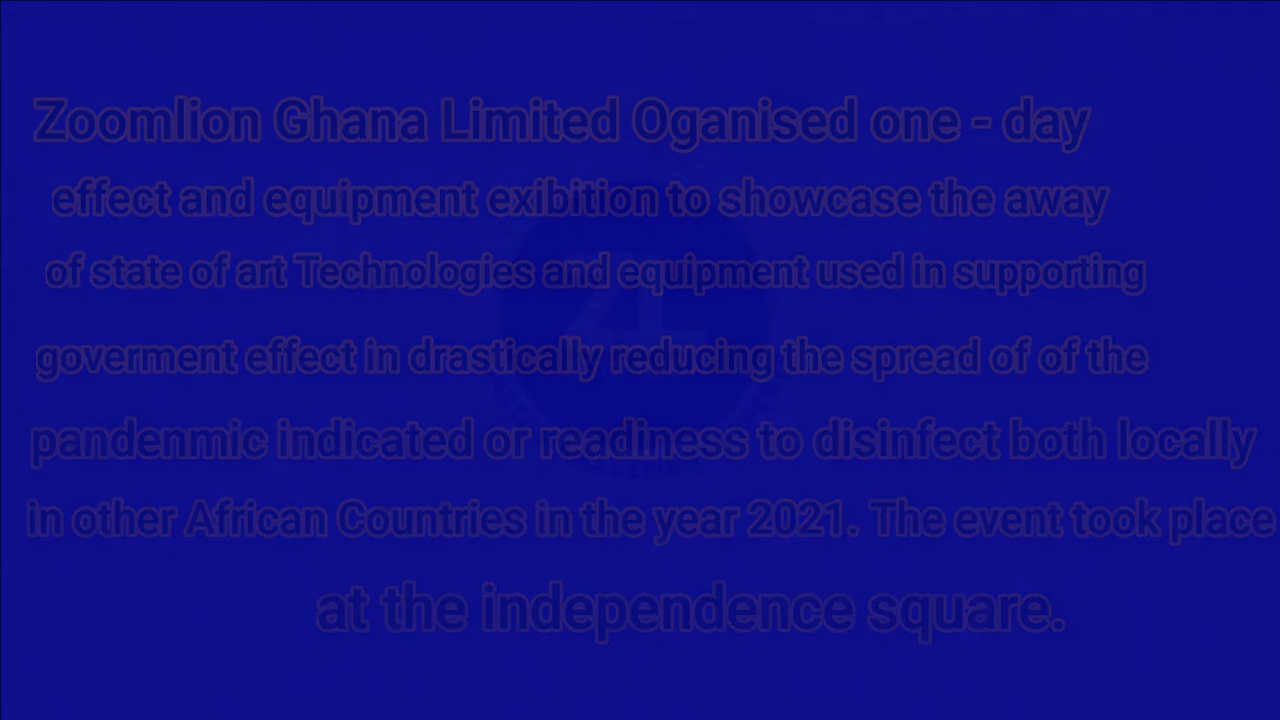 Zoomlion Ghana Limited Oganised one - day
effect and equipment exibition to showcase the away
of state of art Technologies and equipment used in supporting
goverment effect in drastically reducing the spread of of the
pandenmic indicated or readiness to disinfect both locally
in other African Countries in the year 2021. The event took place
at the independence square.